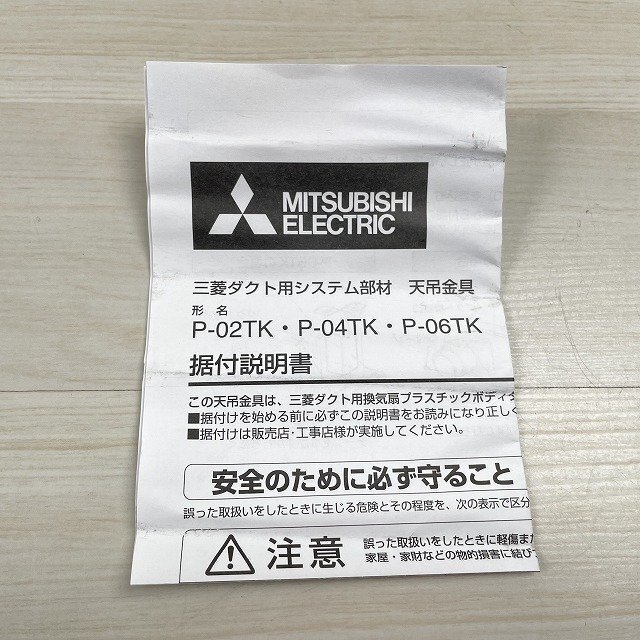 MITSUBISHI
ELECTRIC
三菱ダクト用システム部材 天吊金具
形名
P-02TK・P-04TK・P-06TK
据付説明書
この天吊金具は、三菱ダクト用換気扇プラスチックボディ
■据付けを始める前に必ずこの説明書をお読みになり正しく
■据付けは販売店・工事店様が実施してください。
安全のために必ず守ること
誤った取扱いをしたときに生じる危険とその程度を、次の表示で区分
注意
誤った取扱いをしたときに軽傷ま
家屋・家財などの物的損害に結び